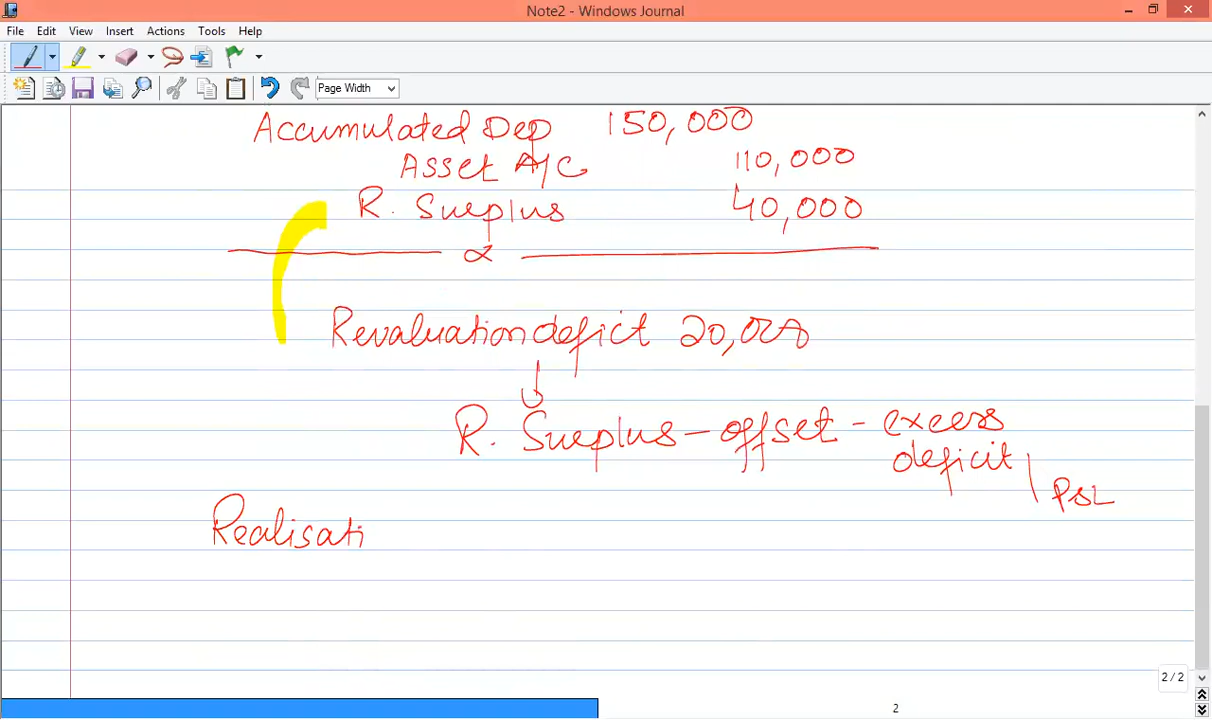 Note2 - Windows Journal
File Edit View Insert Actions Tools Help
Page Width
Accumulated Dep 150,000
Asset A/C 110,000
R. Surplus 40,000
Revaluation deficit 20,000
R. Surplus - offset - excess
deficit
P&L
Realisati
2 / 2
2